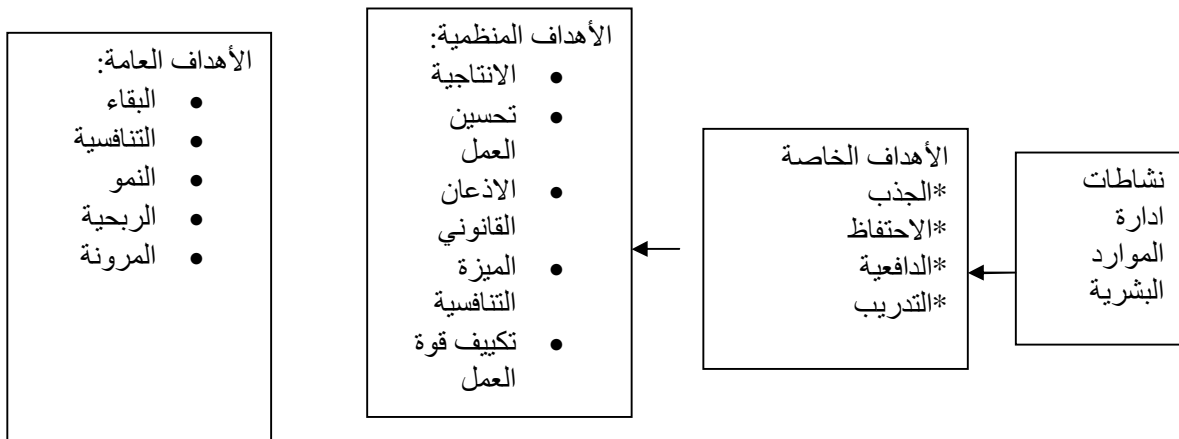 نشاطات
ادارة
الموارد
البشرية
الأهداف الخاصة
*الجذب
*الاحتفاظ
*الدافعية
*التدريب
الأهداف المنظمية:
• الانتاجية
• تحسين
العمل
• الاذعان
القانوني
• الميزة
التنافسية
• تكييف قوة
العمل
الأهداف العامة:
• البقاء
• التنافسية
• النمو
• الربحية
• المرونة